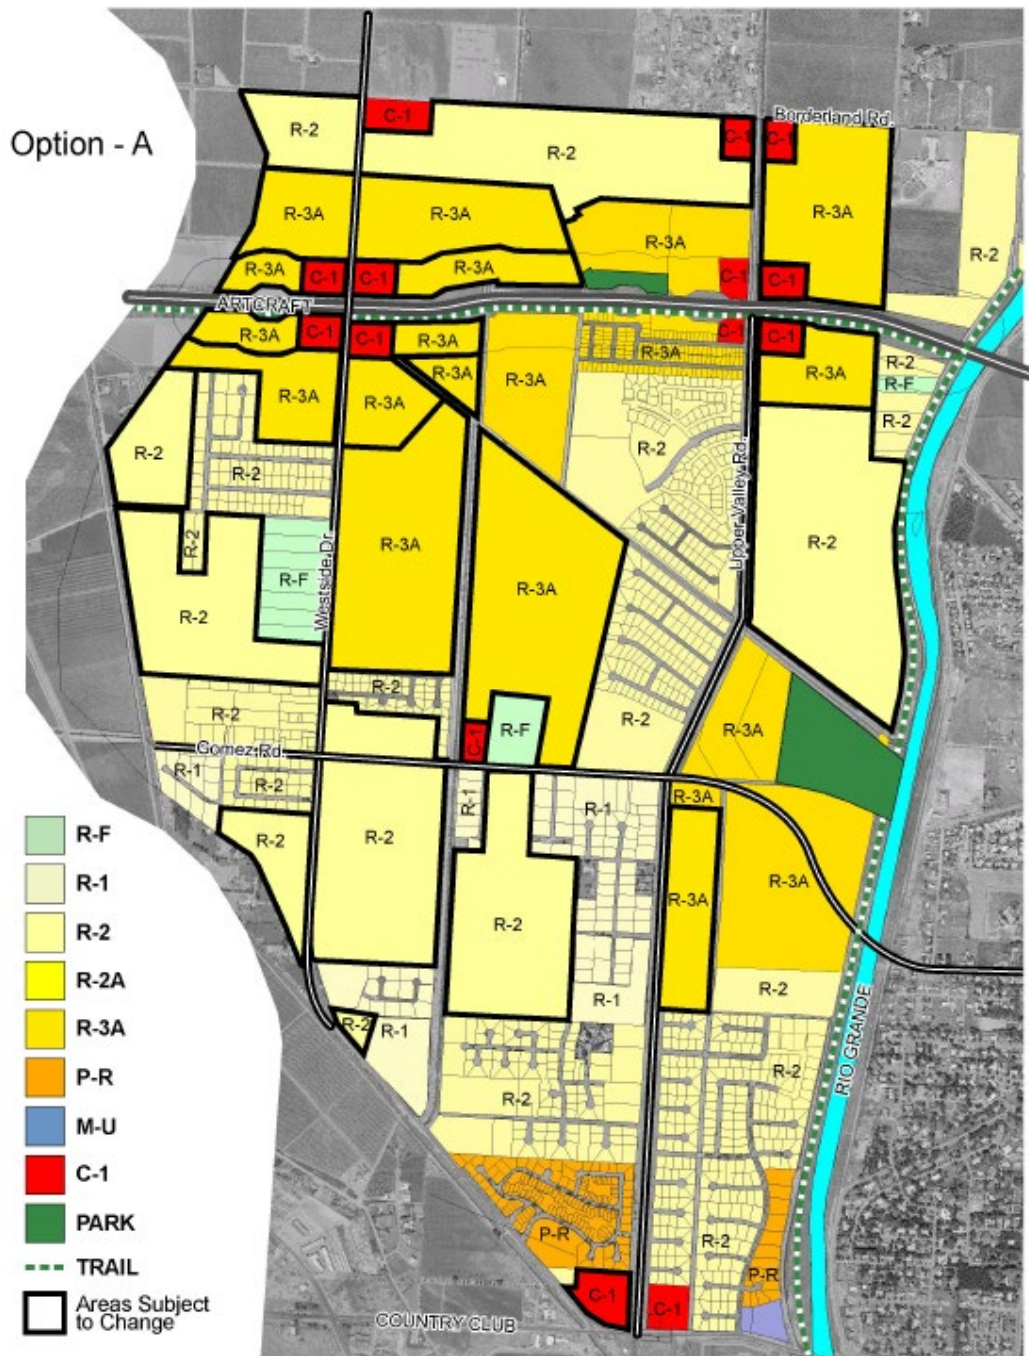 Option - A
Borderland Rd.
C-1
R-2
C-1
C-1
R-2
R-3A
R-3A
R-3A
R-3A
R-2
R-3A
C-1
C-1
R-3A
C-1
C-1
ARTCRAFT
R-3A
C-1
C-1
R-3A
C-1
C-1
R-3A
R-3A
R-3A
R-3A
R-2
R-F
R-3A
R-3A
R-2
R-2
R-2
R-2
Upper Valley Rd.
R-2
R-3A
R-2
R-F
Westside Dr.
R-3A
R-2
R-2
R-2
R-2
R-3A
Gomez Rd.
C-1
R-F
R-1
R-2
R-1
R-1
R-3A
R-2
R-2
R-3A
R-3A
R-2
R-2
R-1
R-2
R-1
RIO GRANDE
R-2
R-2
P-R
R-2
P-R
C-1
C-1
COUNTRY CLUB
R-F
R-1
R-2
R-2A
R-3A
P-R
M-U
C-1
PARK
TRAIL
Areas Subject
to Change